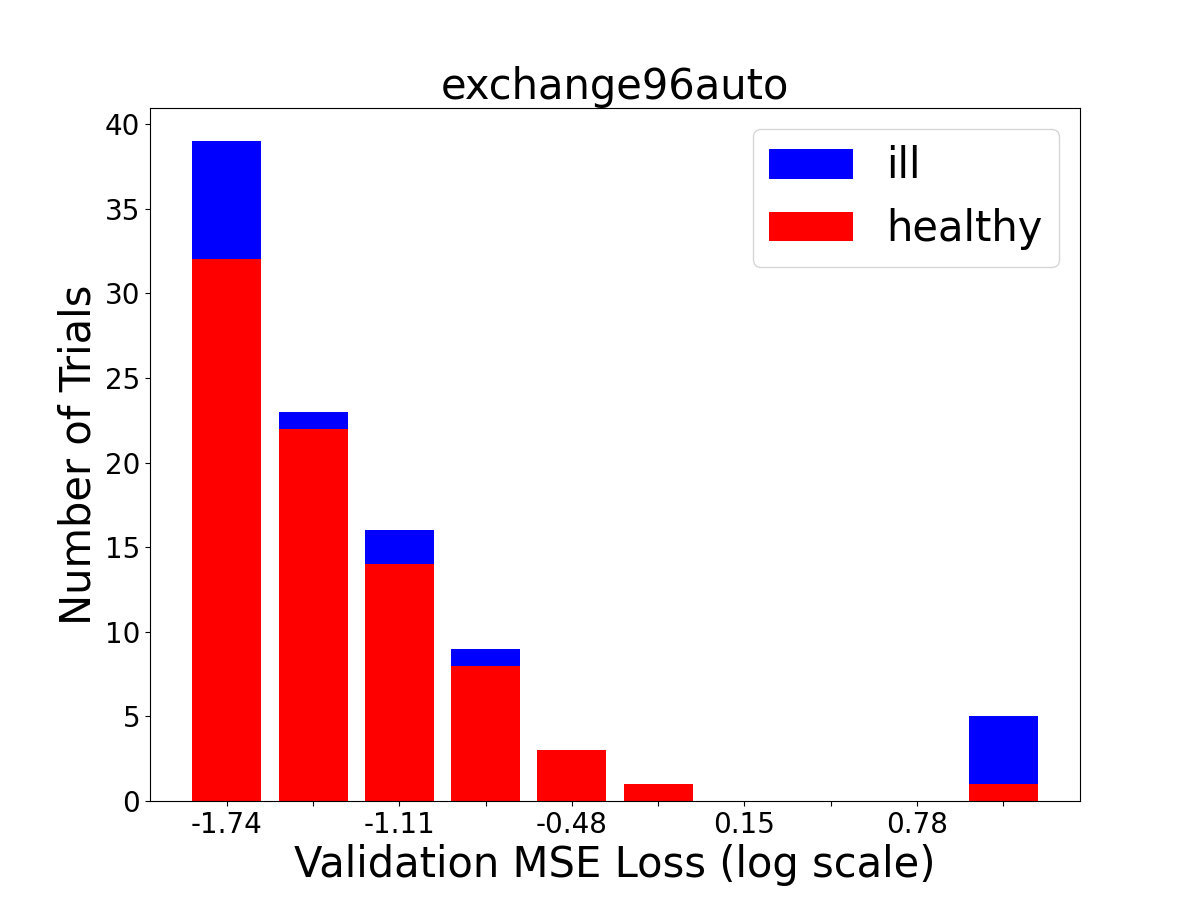 exchange96auto
40
35
30
25
20
15
10
5
0
Number of Trials
ill
healthy
-1.74 -1.11 -0.48 0.15 0.78
Validation MSE Loss (log scale)